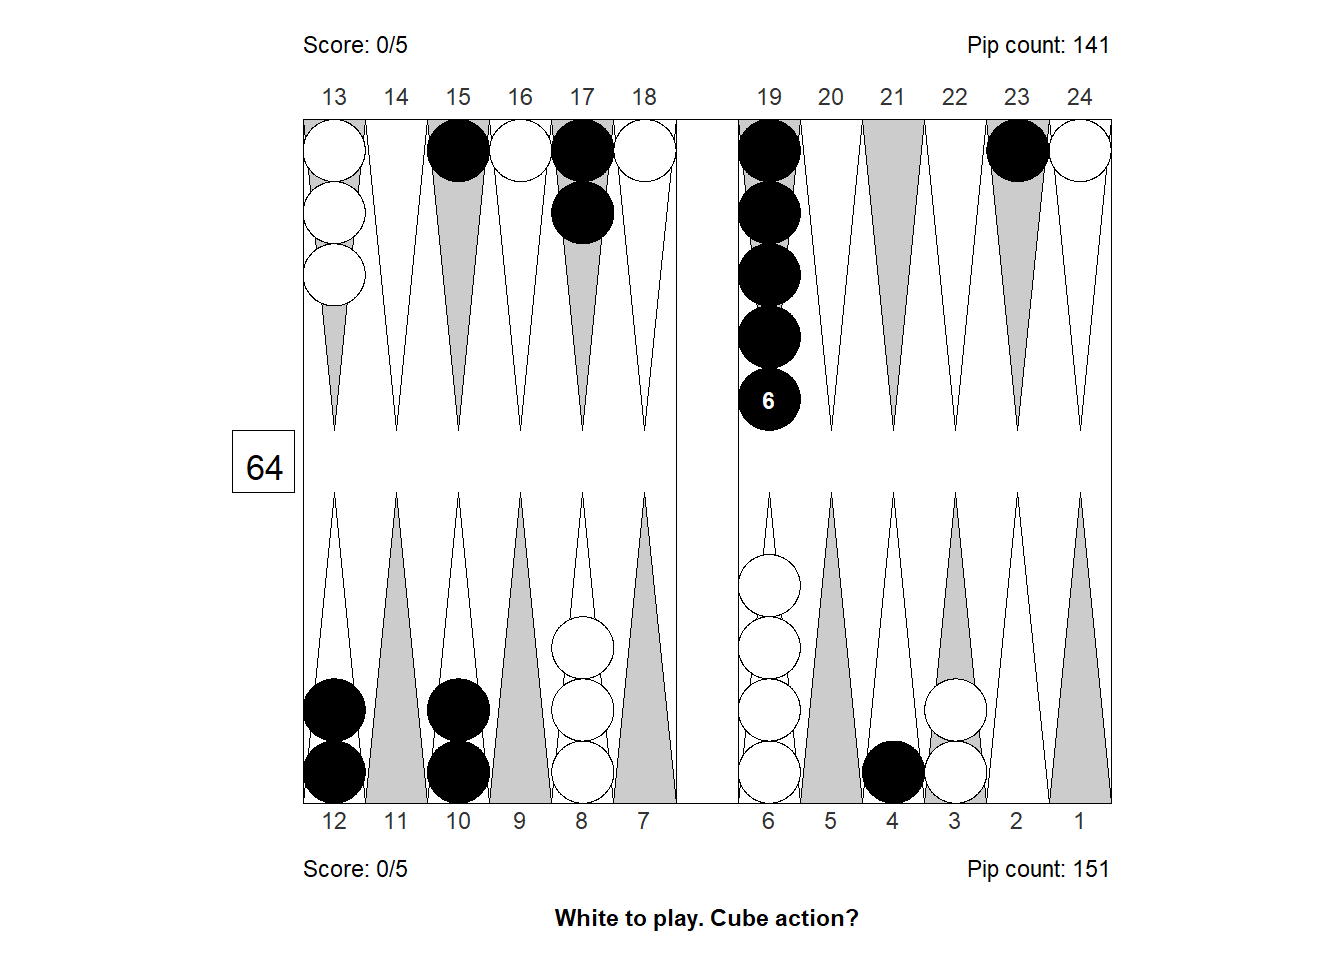 Score: 0/5 Pip count: 141
13 14 15 16 17 18 19 20 21 22 23 24
6
64
12 11 10 9 8 7 6 5 4 3 2 1
Score: 0/5 Pip count: 151
White to play. Cube action?